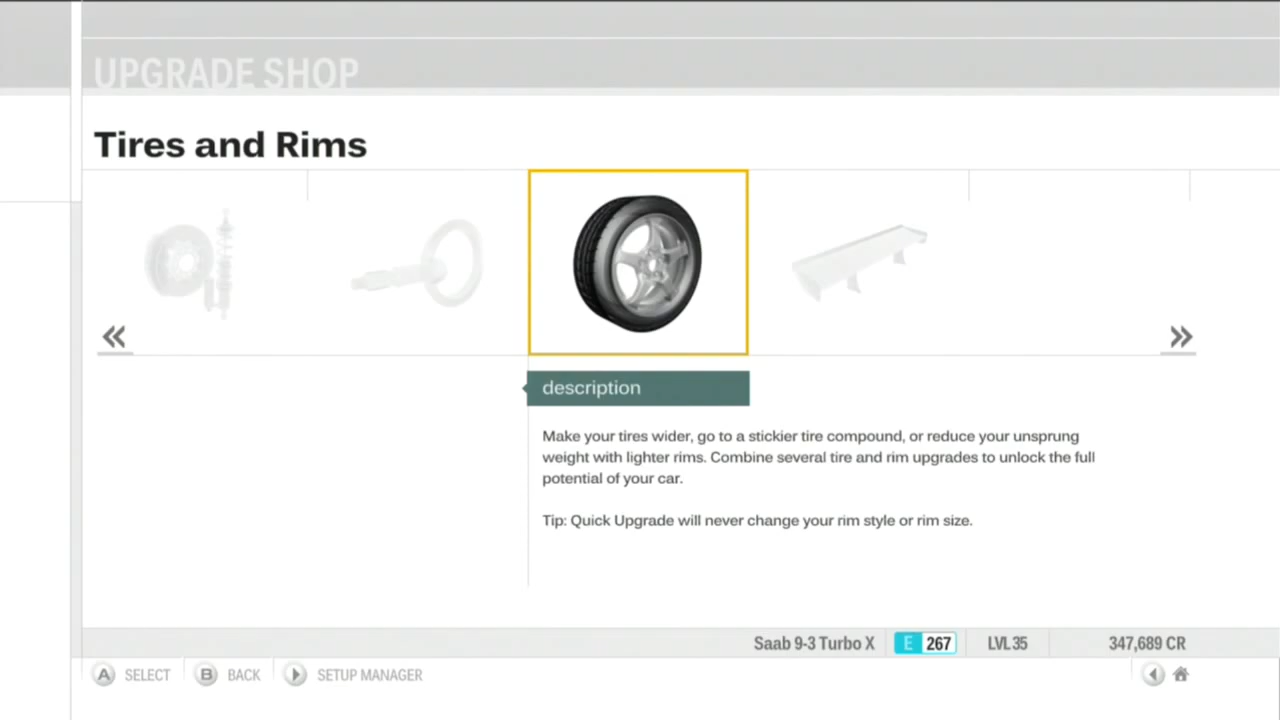 UPGRADE SHOP
Tires and Rims
description
Make your tires wider, go to a stickier tire compound, or reduce your unsprung
weight with lighter rims. Combine several tire and rim upgrades to unlock the full
potential of your car.
Tip: Quick Upgrade will never change your rim style or rim size.
Saab 9-3 Turbo X E 267 LVL 35 347,689 CR
A SELECT B BACK SETUP MANAGER